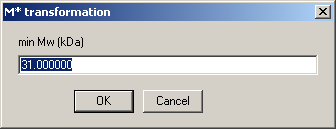 M* transformation
min Mw (kDa)
31.000000
OK
Cancel